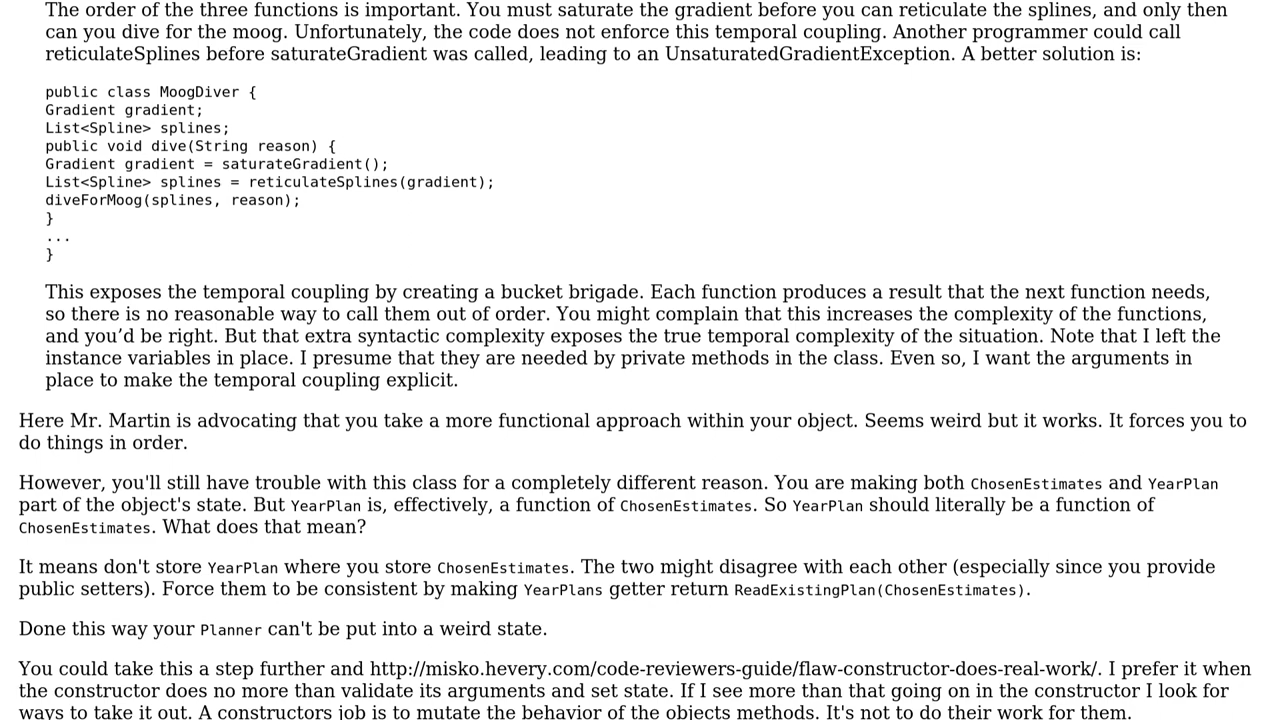 The order of the three functions is important. You must saturate the gradient before you can reticulate the splines, and only then
can you dive for the moog. Unfortunately, the code does not enforce this temporal coupling. Another programmer could call
reticulateSplines before saturateGradient was called, leading to an UnsaturatedGradientException. A better solution is:
public class MoogDiver {
Gradient gradient;
List<Spline> splines;
public void dive(String reason) {
Gradient gradient = saturateGradient();
List<Spline> splines = reticulateSplines(gradient);
diveForMoog(splines, reason);
}
...
}
This exposes the temporal coupling by creating a bucket brigade. Each function produces a result that the next function needs,
so there is no reasonable way to call them out of order. You might complain that this increases the complexity of the functions,
and you’d be right. But that extra syntactic complexity exposes the true temporal complexity of the situation. Note that I left the
instance variables in place. I presume that they are needed by private methods in the class. Even so, I want the arguments in
place to make the temporal coupling explicit.
Here Mr. Martin is advocating that you take a more functional approach within your object. Seems weird but it works. It forces you to
do things in order.
However, you'll still have trouble with this class for a completely different reason. You are making both ChosenEstimates and YearPlan
part of the object's state. But YearPlan is, effectively, a function of ChosenEstimates. So YearPlan should literally be a function of
ChosenEstimates. What does that mean?
It means don't store YearPlan where you store ChosenEstimates. The two might disagree with each other (especially since you provide
public setters). Force them to be consistent by making YearPlans getter return ReadExistingPlan(ChosenEstimates).
Done this way your Planner can't be put into a weird state.
You could take this a step further and http://misko.hevery.com/code-reviewers-guide/flaw-constructor-does-real-work/. I prefer it when
the constructor does no more than validate its arguments and set state. If I see more than that going on in the constructor I look for
ways to take it out. A constructors job is to mutate the behavior of the objects methods. It's not to do their work for them.